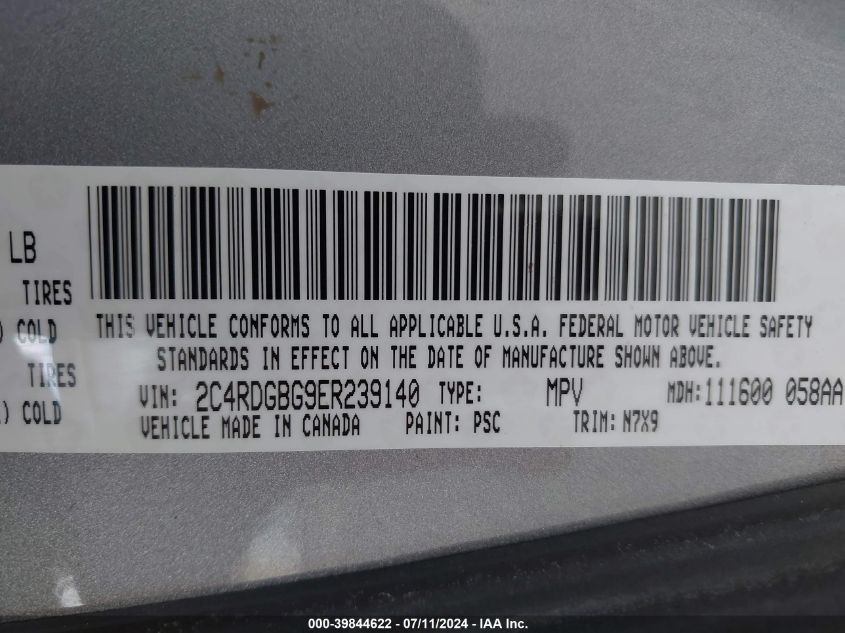 LB
TIRES
) COLD
TIRES
) COLD
THIS VEHICLE CONFORMS TO ALL APPLICABLE U.S.A. FEDERAL MOTOR VEHICLE SAFETY
STANDARDS IN EFFECT ON THE DATE OF MANUFACTURE SHOWN ABOVE.
VIN: 2C4RDGBG9ER239140 TYPE: MPV MDH: 111600 058AA
VEHICLE MADE IN CANADA PAINT: PSC TRIM: N7X9
000-39844622 / 07/11/2024 - IAA Inc.